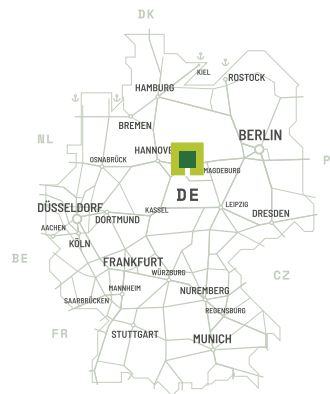 DK
KIEL
ROSTOCK
HAMBURG
BREMEN
BERLIN
NL
HANNOVE
OSNABRÜCK
P
MAGDEBURG
DE
DÜSSELDORF
KASSEL
LEIPZIG
DORTMUND
DRESDEN
AACHEN
KÖLN
BE
FRANKFURT
WÜRZBURG
CZ
MANNHEIM
NUREMBERG
SAARBRÜCKEN
REGENSBURG
FR
STUTTGART
MUNICH